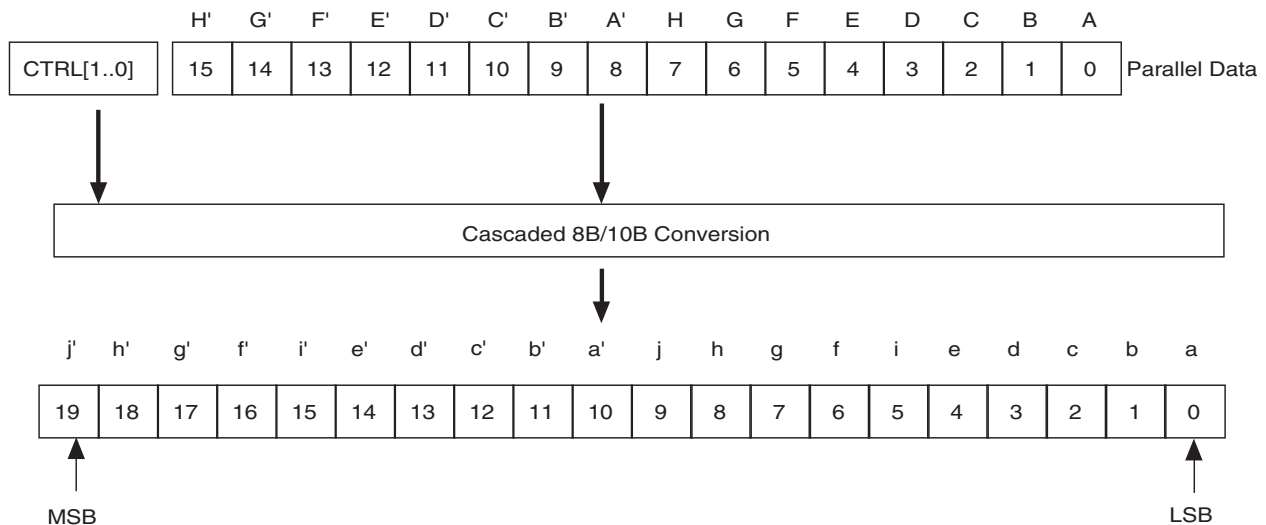 H' G' F' E' D' C' B' A' H G F E D C B A
CTRL[1..0] 15 14 13 12 11 10 9 8 7 6 5 4 3 2 1 0 Parallel Data
Cascaded 8B/10B Conversion
j' h' g' f' i' e' d' c' b' a' j h g f i e d c b a
19 18 17 16 15 14 13 12 11 10 9 8 7 6 5 4 3 2 1 0
MSB LSB